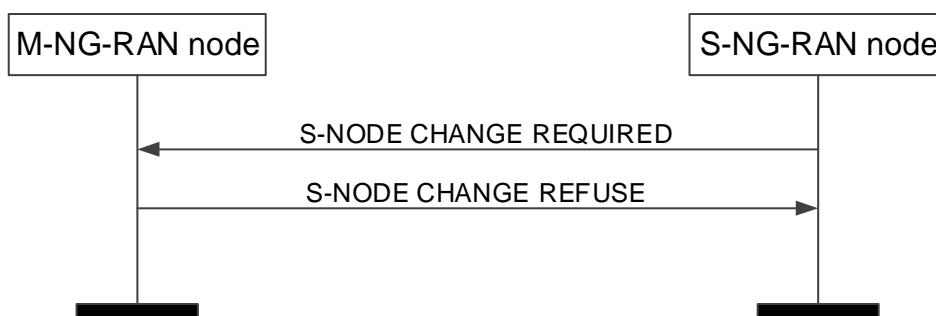 M-NG-RAN node
S-NG-RAN node
S-NODE CHANGE REQUIRED
S-NODE CHANGE REFUSE